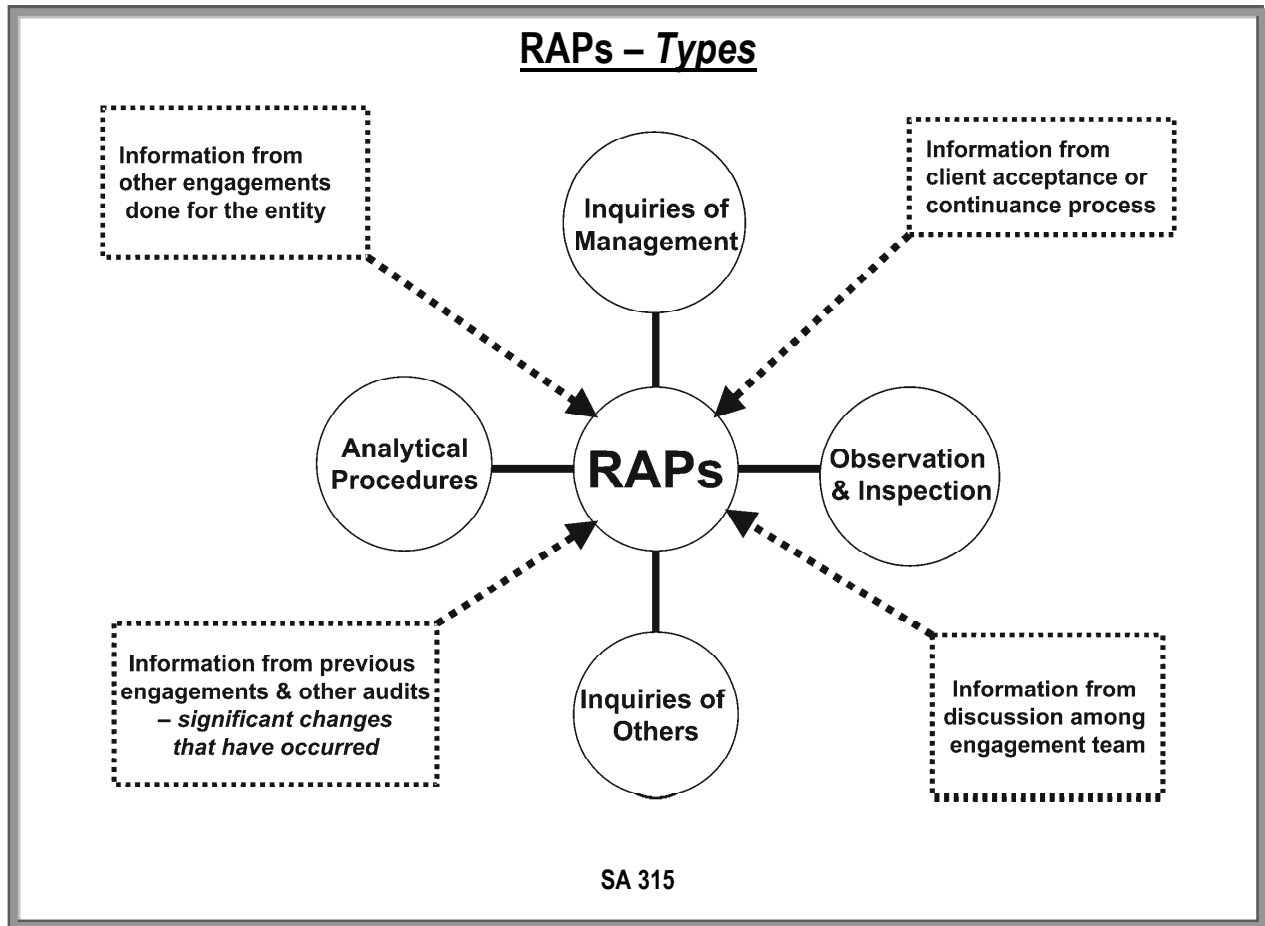 RAPs – Types
Information from
other engagements
done for the entity
Inquiries of
Management
Information from
client acceptance or
continuance process
Analytical
Procedures
RAPs
Observation
& Inspection
Information from previous
engagements & other audits
– significant changes
that have occurred
Inquiries of
Others
Information from
discussion among
engagement team
SA 315